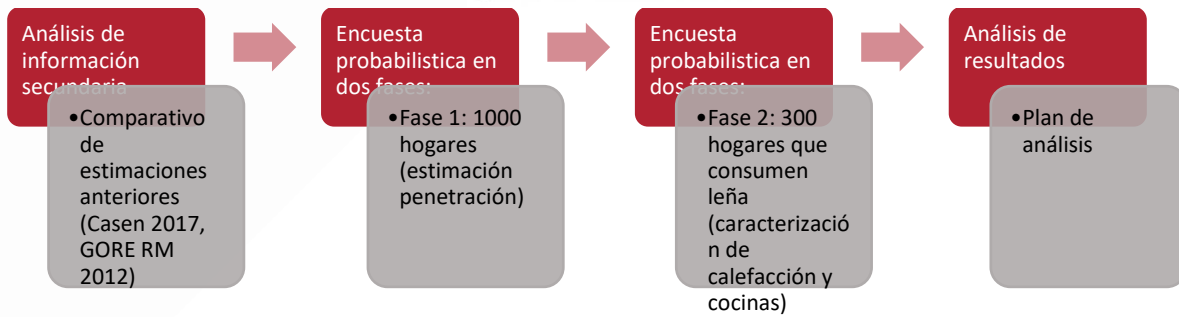 Análisis de
información
secundaria
•Comparativo
de
estimaciones
anteriores
(Casen 2017,
GORE RM
2012)
Encuesta
probabilistica en
dos fases:
•Fase 1: 1000
hogares
(estimación
penetración)
Encuesta
probabilistica en
dos fases:
•Fase 2: 300
hogares que
consumen
leña
(caracterizació
n de
calefacción y
cocinas)
Análisis de
resultados
•Plan de
análisis